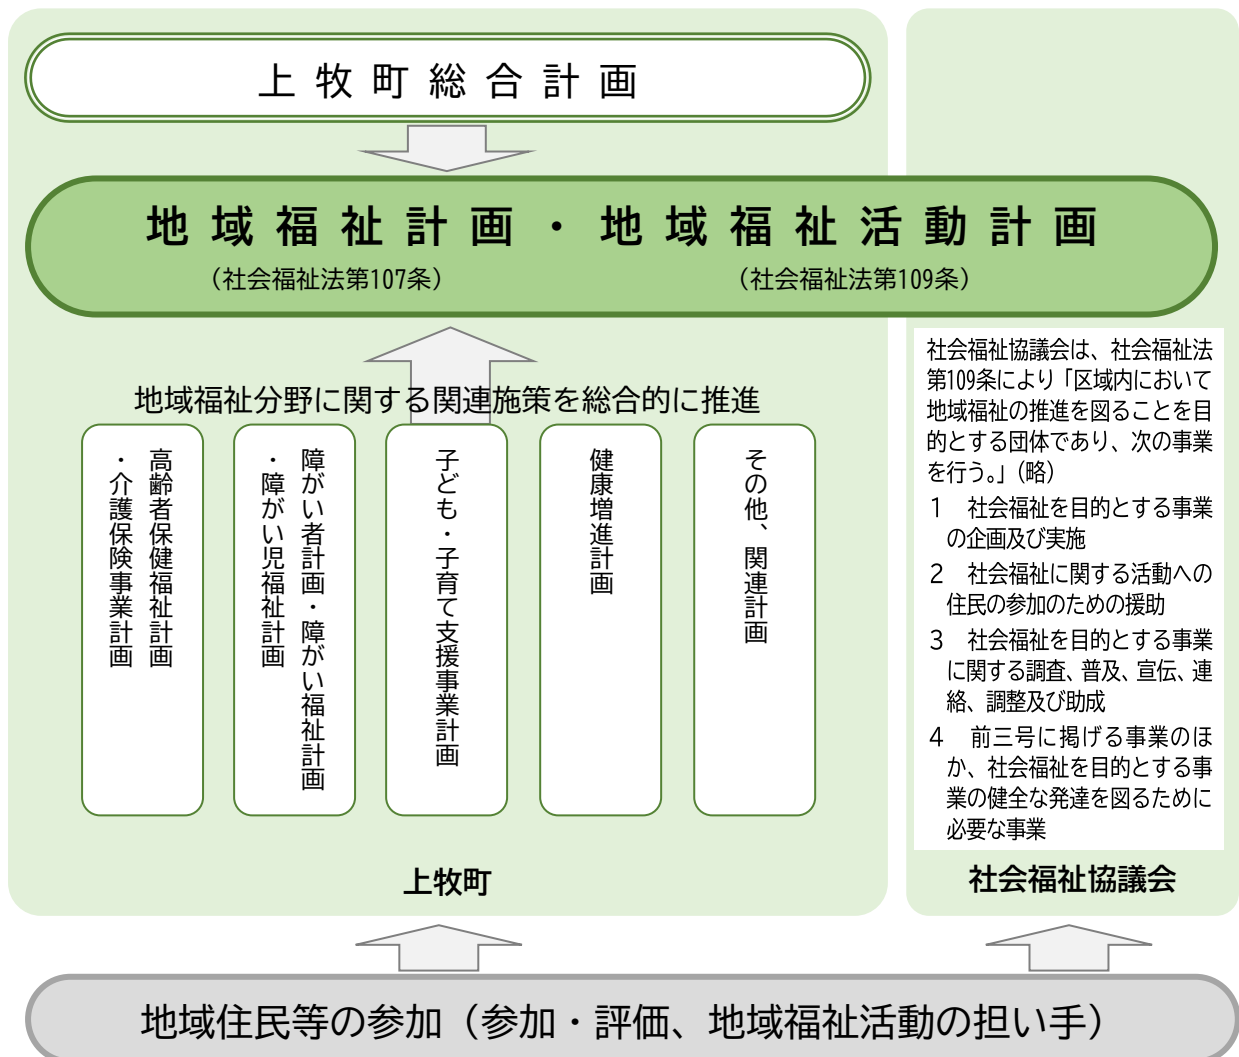 上牧町総合計画
地域福祉計画・地域福祉活動計画
（社会福祉法第107条）
（社会福祉法第109条）
地域福祉分野に関する関連施策を総合的に推進
高齢者保健福祉計画
・介護保険事業計画
障がい者計画・障がい福祉計画
・障がい児福祉計画
子ども・子育て支援事業計画
健康増進計画
その他、関連計画
上牧町
社会福祉協議会は、社会福祉法
第109条により「区域内において
地域福祉の推進を図ることを目
的とする団体であり、次の事業
を行う。」（略）
１　社会福祉を目的とする事業
の企画及び実施
２　社会福祉に関する活動への
住民の参加のための援助
３　社会福祉を目的とする事業
に関する調査、普及、宣伝、連
絡、調整及び助成
４　前三号に掲げる事業のほ
か、社会福祉を目的とする事
業の健全な発達を図るために
必要な事業
社会福祉協議会
地域住民等の参加（参加・評価、地域福祉活動の担い手）